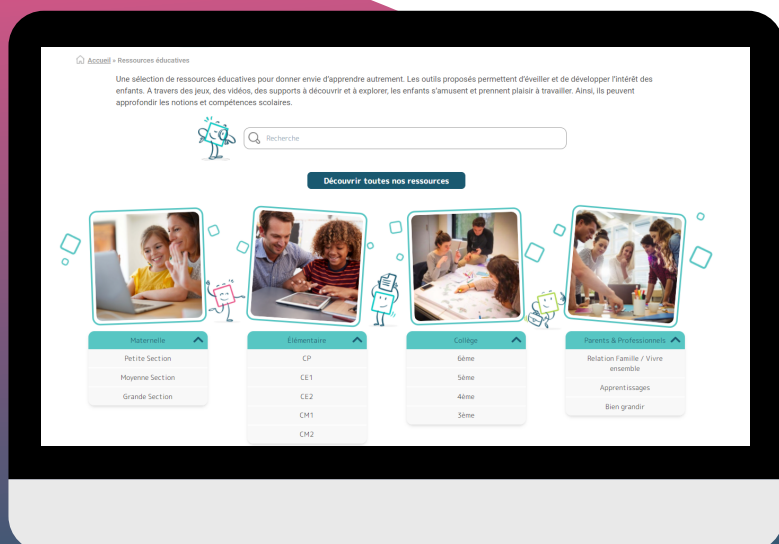 Accueil » Ressources éducatives
Une sélection de ressources éducatives pour donner envie d'apprendre autrement. Les outils proposés permettent d'éveiller et de développer l'intérêt des
enfants. A travers des jeux, des vidéos, des supports à découvrir et à explorer, les enfants s'amusent et prennent plaisir à travailler. Ainsi, ils peuvent
approfondir les notions et compétences scolaires.
Recherche
Découvrir toutes nos ressources
Maternelle
Petite Section
Moyenne Section
Grande Section
Élémentaire
CP
CE1
CE2
CM1
CM2
Collège
6ème
5ème
4ème
3ème
Parents & Professionnels
Relation Famille / Vivre
ensemble
Apprentissages
Bien grandir